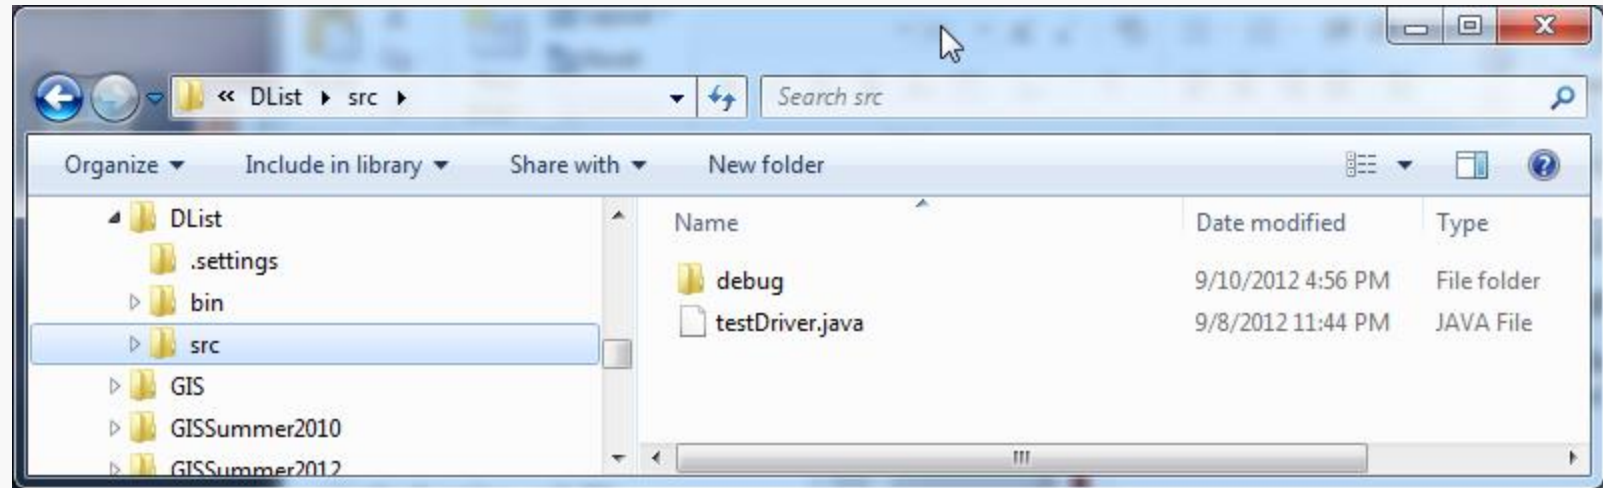 « DList ▸ src ▸
Search src
Organize Include in library Share with New folder
DList
.settings
bin
src
GIS
GISSummer2010
GISSummer2012
Name Date modified Type
debug 9/10/2012 4:56 PM File folder
testDriver.java 9/8/2012 11:44 PM JAVA File